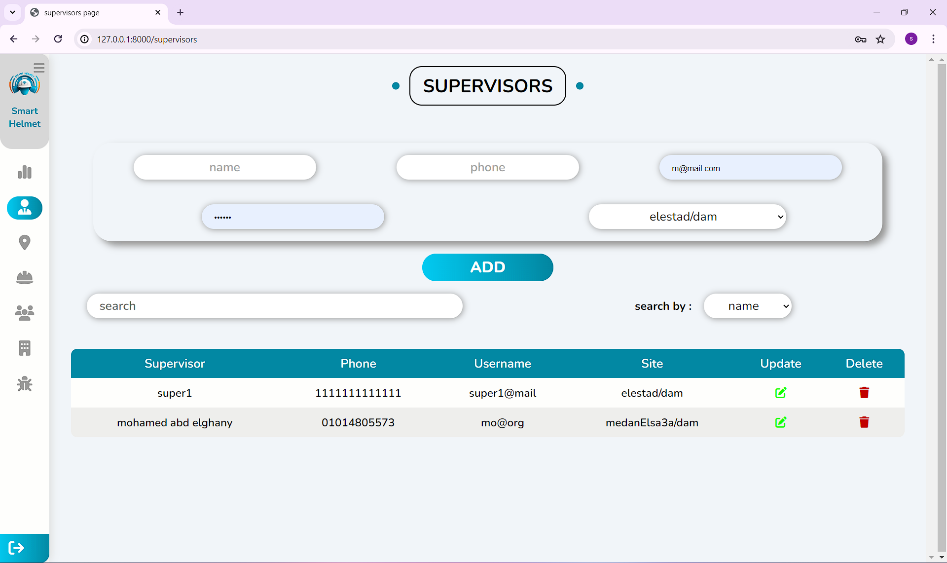 supervisors page
127.0.0.1:8000/supervisors
s
Smart
Helmet
SUPERVISORS
name
phone
m@mail.com
••••••
elestad/dam
ADD
search
search by :
name
Supervisor Phone Username Site Update Delete
super1 1111111111111 super1@mail elestad/dam
mohamed abd elghany 01014805573 mo@org medanElsa3a/dam